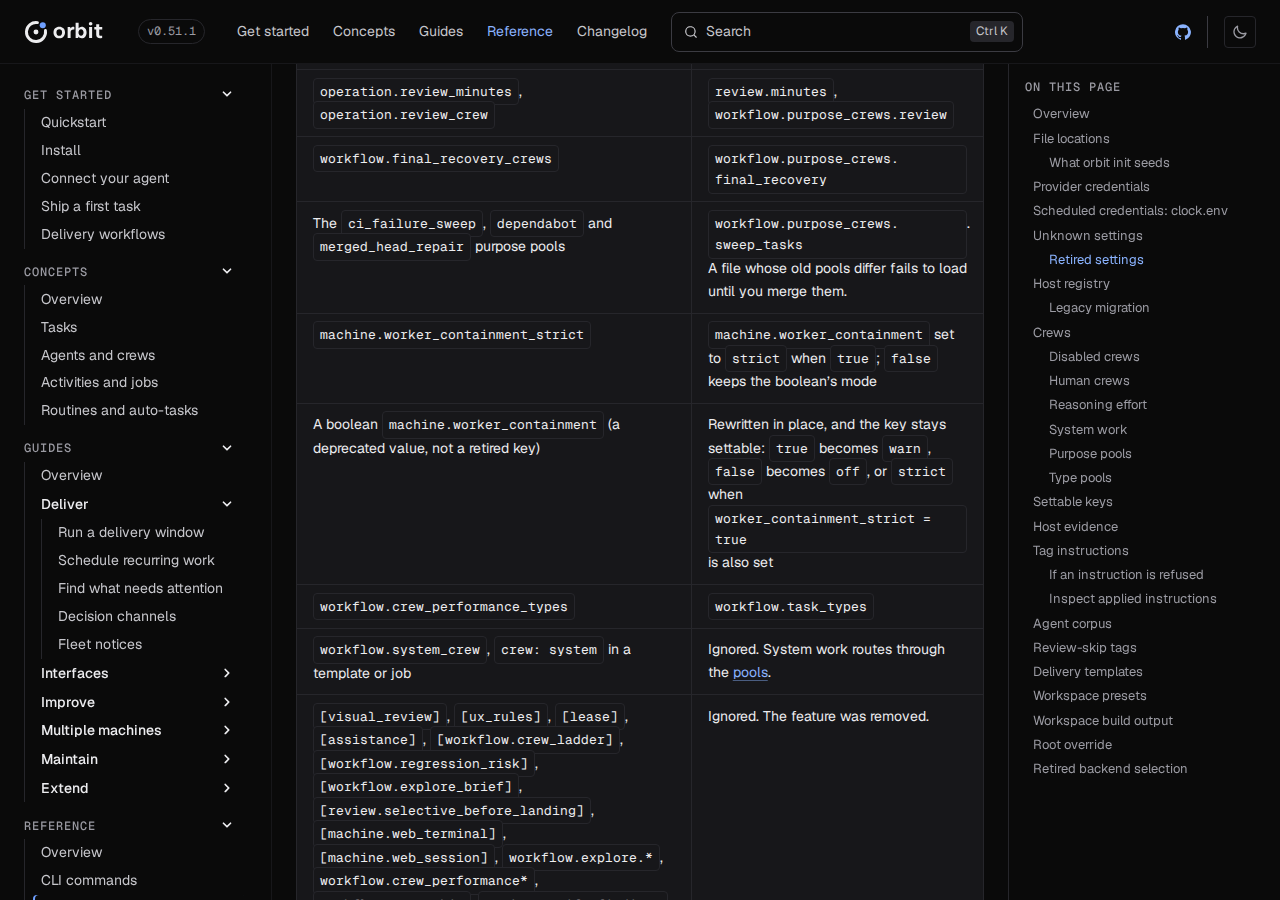 orbit
v0.51.1
Get started
Concepts
Guides
Reference
Changelog
Search
Ctrl K
GET STARTED
Quickstart
Install
Connect your agent
Ship a first task
Delivery workflows
CONCEPTS
Overview
Tasks
Agents and crews
Activities and jobs
Routines and auto-tasks
GUIDES
Overview
Deliver
Run a delivery window
Schedule recurring work
Find what needs attention
Decision channels
Fleet notices
Interfaces
Improve
Multiple machines
Maintain
Extend
REFERENCE
Overview
CLI commands
operation.review_minutes,
operation.review_crew
review.minutes,
workflow.purpose_crews.review
workflow.final_recovery_crews
workflow.purpose_crews.
final_recovery
The ci_failure_sweep, dependabot and
merged_head_repair purpose pools
workflow.purpose_crews.
sweep_tasks.
A file whose old pools differ fails to load
until you merge them.
machine.worker_containment_strict
machine.worker_containment set
to strict when true; false
keeps the boolean's mode
A boolean machine.worker_containment (a
deprecated value, not a retired key)
Rewritten in place, and the key stays
settable: true becomes warn,
false becomes off, or strict
when
worker_containment_strict =
true
is also set
workflow.crew_performance_types
workflow.task_types
workflow.system_crew, crew: system in a
template or job
Ignored. System work routes through
the pools.
[visual_review], [ux_rules], [lease],
[assistance], [workflow.crew_ladder],
[workflow.regression_risk],
[workflow.explore_brief],
[review.selective_before_landing],
[machine.web_terminal],
[machine.web_session], workflow.explore.*,
workflow.crew_performance*,
Ignored. The feature was removed.
ON THIS PAGE
Overview
File locations
What orbit init seeds
Provider credentials
Scheduled credentials: clock.env
Unknown settings
Retired settings
Host registry
Legacy migration
Crews
Disabled crews
Human crews
Reasoning effort
System work
Purpose pools
Type pools
Settable keys
Host evidence
Tag instructions
If an instruction is refused
Inspect applied instructions
Agent corpus
Review-skip tags
Delivery templates
Workspace presets
Workspace build output
Root override
Retired backend selection